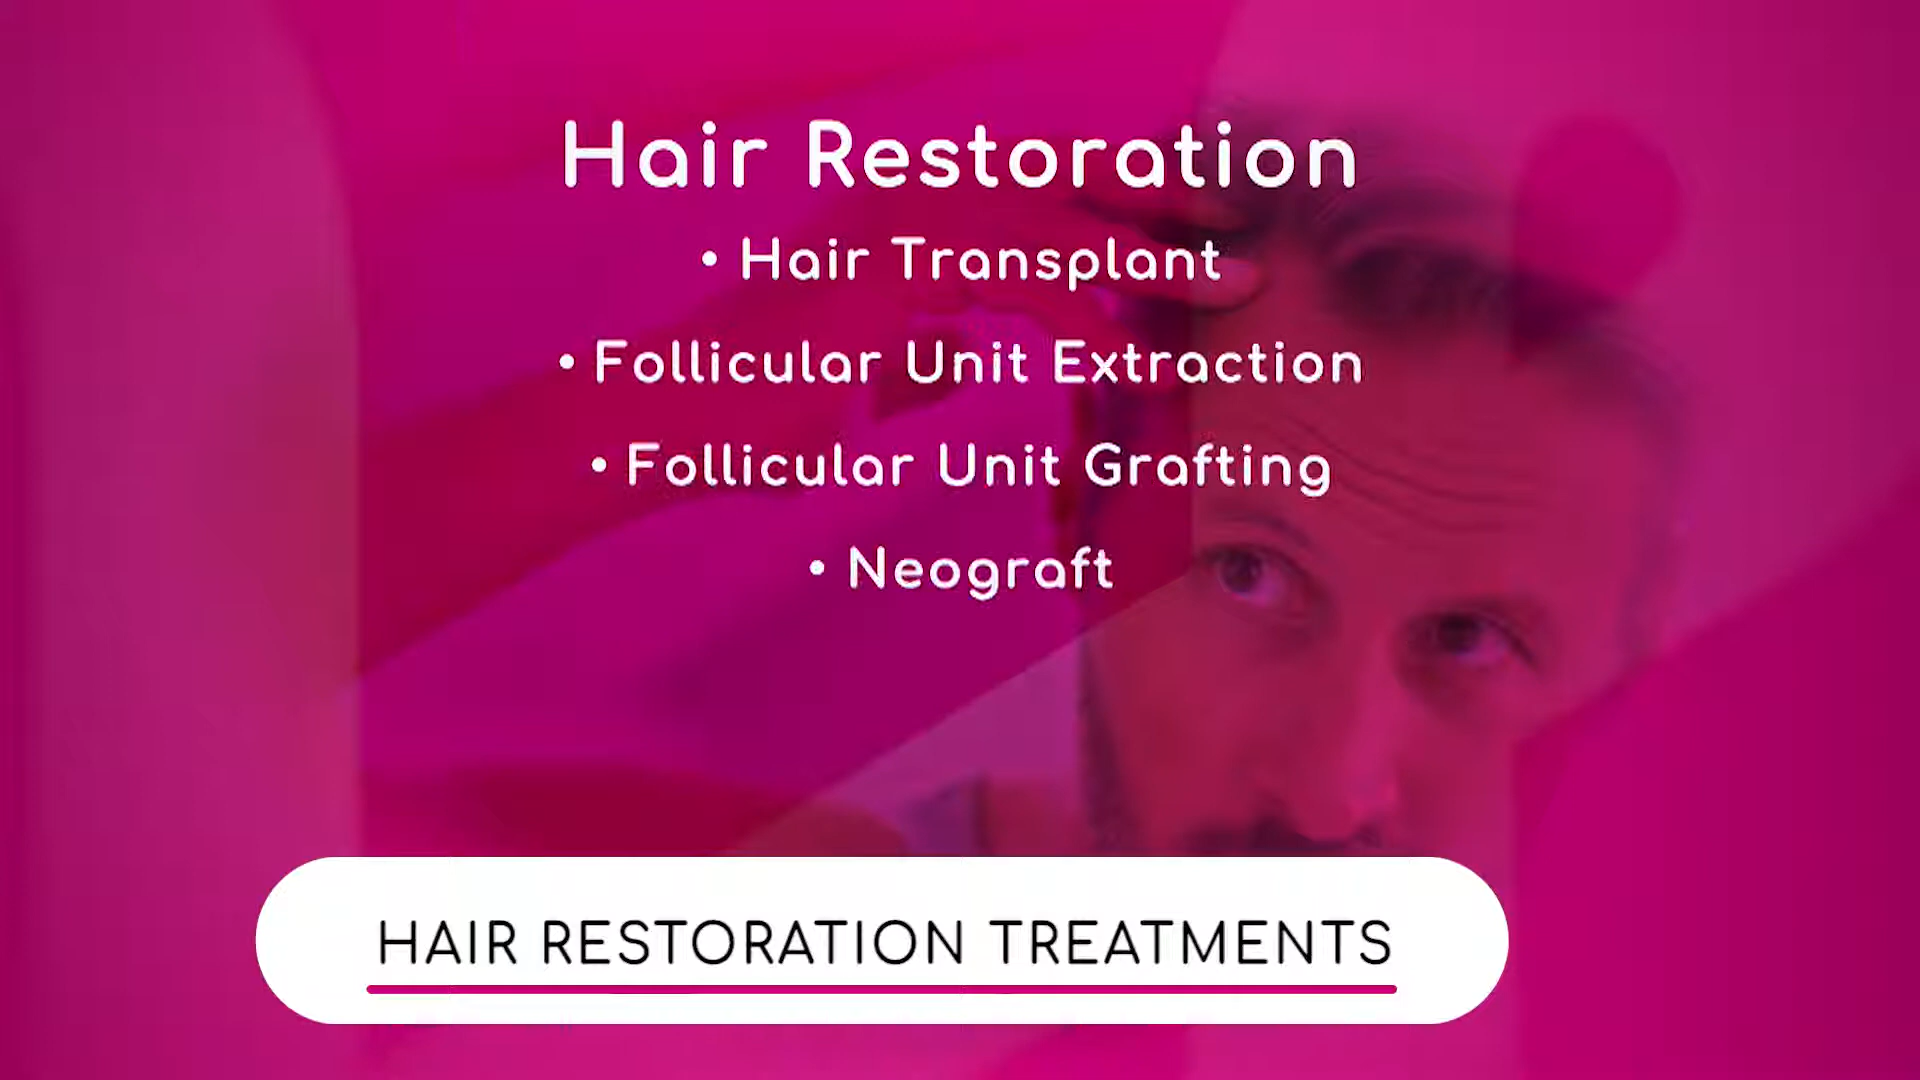 Hair Restoration
• Hair Transplant
• Follicular Unit Extraction
• Follicular Unit Grafting
• Neograft
HAIR RESTORATION TREATMENTS